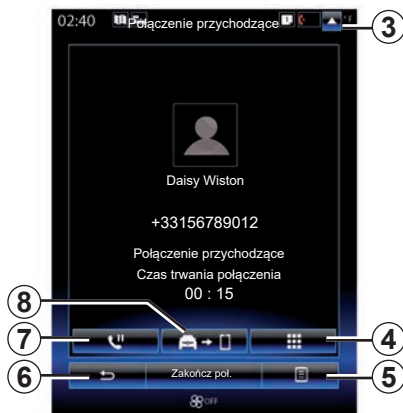 02:40 Połączenie przychodzące °F
3
Daisy Wiston
+33156789012
Połączenie przychodzące
Czas trwania połączenia
00 : 15
8
7
4
6
Zakończ poł.
5
OFF